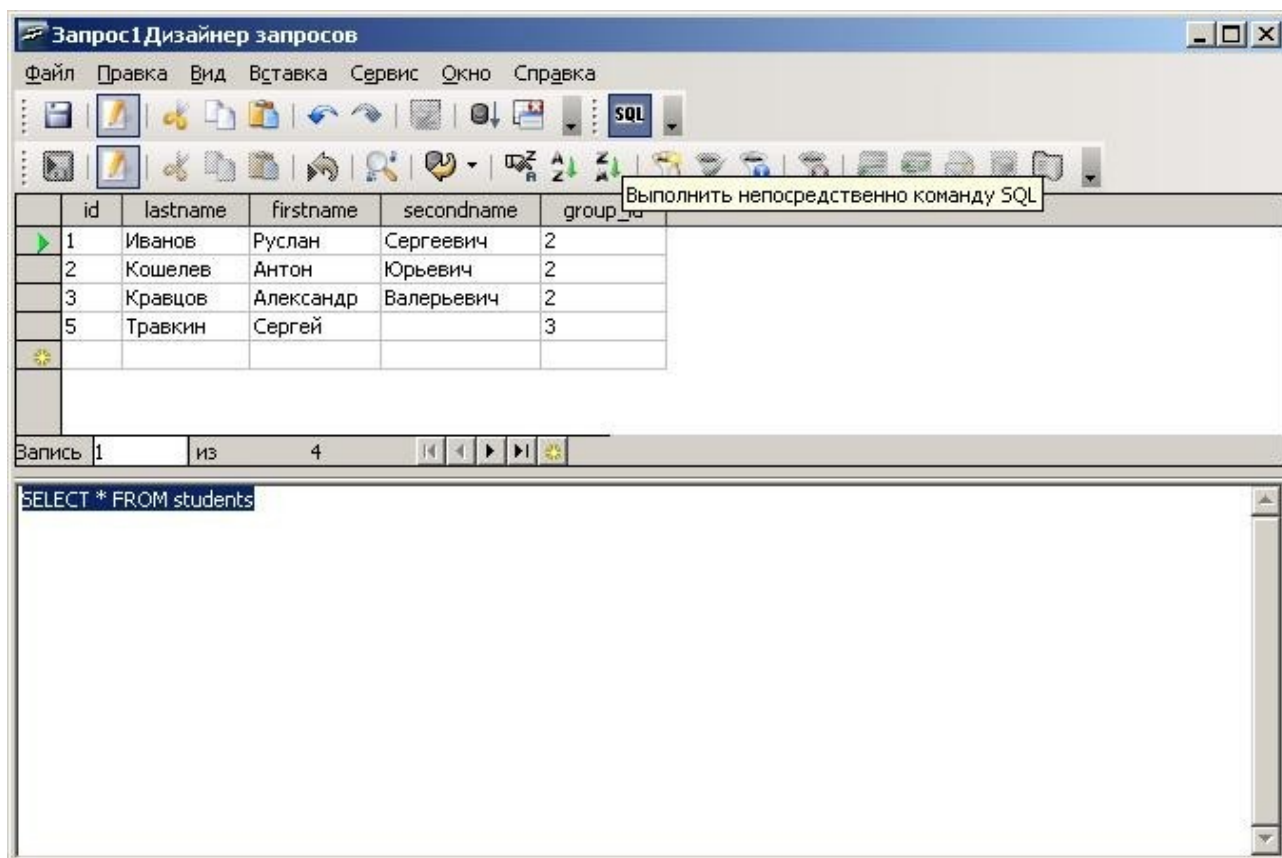 Запрос1Дизайнер запросов
Файл Правка Вид Вставка Сервис Окно Справка
SQL
Выполнить непосредственно команду SQL
id lastname firstname secondname group_id
1 Иванов Руслан Сергеевич 2
2 Кошелев Антон Юрьевич 2
3 Кравцов Александр Валерьевич 2
5 Травкин Сергей 3
Запись 1 из 4
SELECT * FROM students